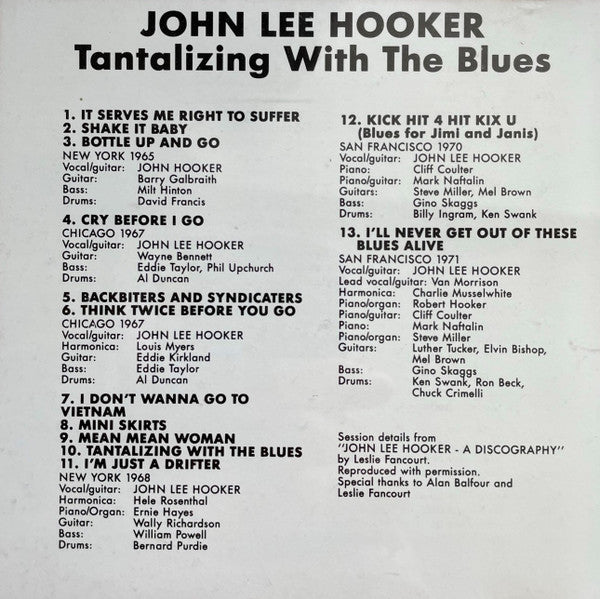 JOHN LEE HOOKER
Tantalizing With The Blues
1. IT SERVES ME RIGHT TO SUFFER
2. SHAKE IT BABY
3. BOTTLE UP AND GO
NEW YORK 1965
Vocal/guitar: JOHN HOOKER
Guitar: Barry Galbraith
Bass: Milt Hinton
Drums: David Francis
4. CRY BEFORE I GO
CHICAGO 1967
Vocal/guitar: JOHN LEE HOOKER
Guitar: Wayne Bennett
Bass: Eddie Taylor, Phil Upchurch
Drums: Al Duncan
5. BACKBITERS AND SYNDICATERS
6. THINK TWICE BEFORE YOU GO
CHICAGO 1967
Vocal/guitar: JOHN LEE HOOKER
Harmonica: Louis Myers
Guitar: Eddie Kirkland
Bass: Eddie Taylor
Drums: Al Duncan
7. I DON'T WANNA GO TO
VIETNAM
8. MINI SKIRTS
9. MEAN MEAN WOMAN
10. TANTALIZING WITH THE BLUES
11. I'M JUST A DRIFTER
NEW YORK 1968
Vocal/guitar: JOHN LEE HOOKER
Harmonica: Hele Rosenthal
Piano/Organ: Ernie Hayes
Guitar: Wally Richardson
Bass: William Powell
Drums: Bernard Purdie
12. KICK HIT 4 HIT KIX U
(Blues for Jimi and Janis)
SAN FRANCISCO 1970
Vocal/guitar: JOHN LEE HOOKER
Piano: Cliff Coulter
Piano/guitar: Mark Naftalin
Guitars: Steve Miller, Mel Brown
Bass: Gino Skaggs
Drums: Billy Ingram, Ken Swank
13. I'LL NEVER GET OUT OF THESE
BLUES ALIVE
SAN FRANCISCO 1971
Vocal/guitar: JOHN LEE HOOKER
Lead vocal/guitar: Van Morrison
Harmonica: Charlie Musselwhite
Piano/organ: Robert Hooker
Piano/guitar: Cliff Coulter
Piano: Mark Naftalin
Piano/organ: Steve Miller
Guitars: Luther Tucker, Elvin Bishop,
Mel Brown
Bass: Gino Skaggs
Drums: Ken Swank, Ron Beck,
Chuck Crimelli
Session details from
"JOHN LEE HOOKER - A DISCOGRAPHY"
by Leslie Fancourt.
Reproduced with permission.
Special thanks to Alan Balfour and
Leslie Fancourt